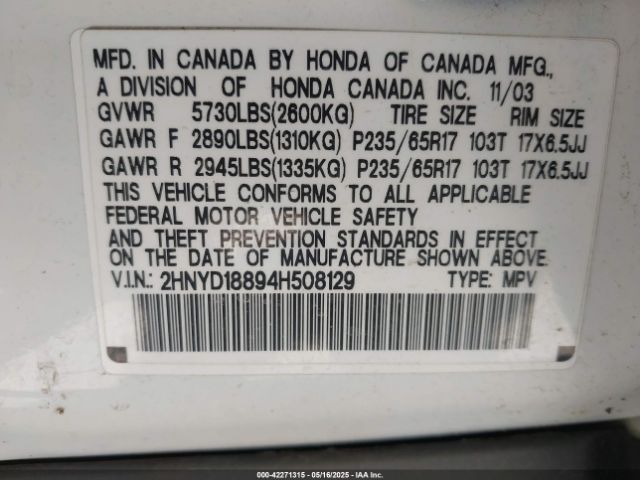 MFD. IN CANADA BY HONDA OF CANADA MFG.,
A DIVISION OF HONDA CANADA INC. 11/03
GVWR 5730LBS(2600KG) TIRE SIZE RIM SIZE
GAWR F 2890LBS(1310KG) P235/65R17 103T 17X6.5JJ
GAWR R 2945LBS(1335KG) P235/65R17 103T 17X6.5JJ
THIS VEHICLE CONFORMS TO ALL APPLICABLE
FEDERAL MOTOR VEHICLE SAFETY
AND THEFT PREVENTION STANDARDS IN EFFECT
ON THE DATE OF MANUFACTURE SHOWN ABOVE
V.I.N.: 2HNYD18894H508129 TYPE: MPV
000-42271315 - 05/16/2025 - © COPYRIGHT IAA